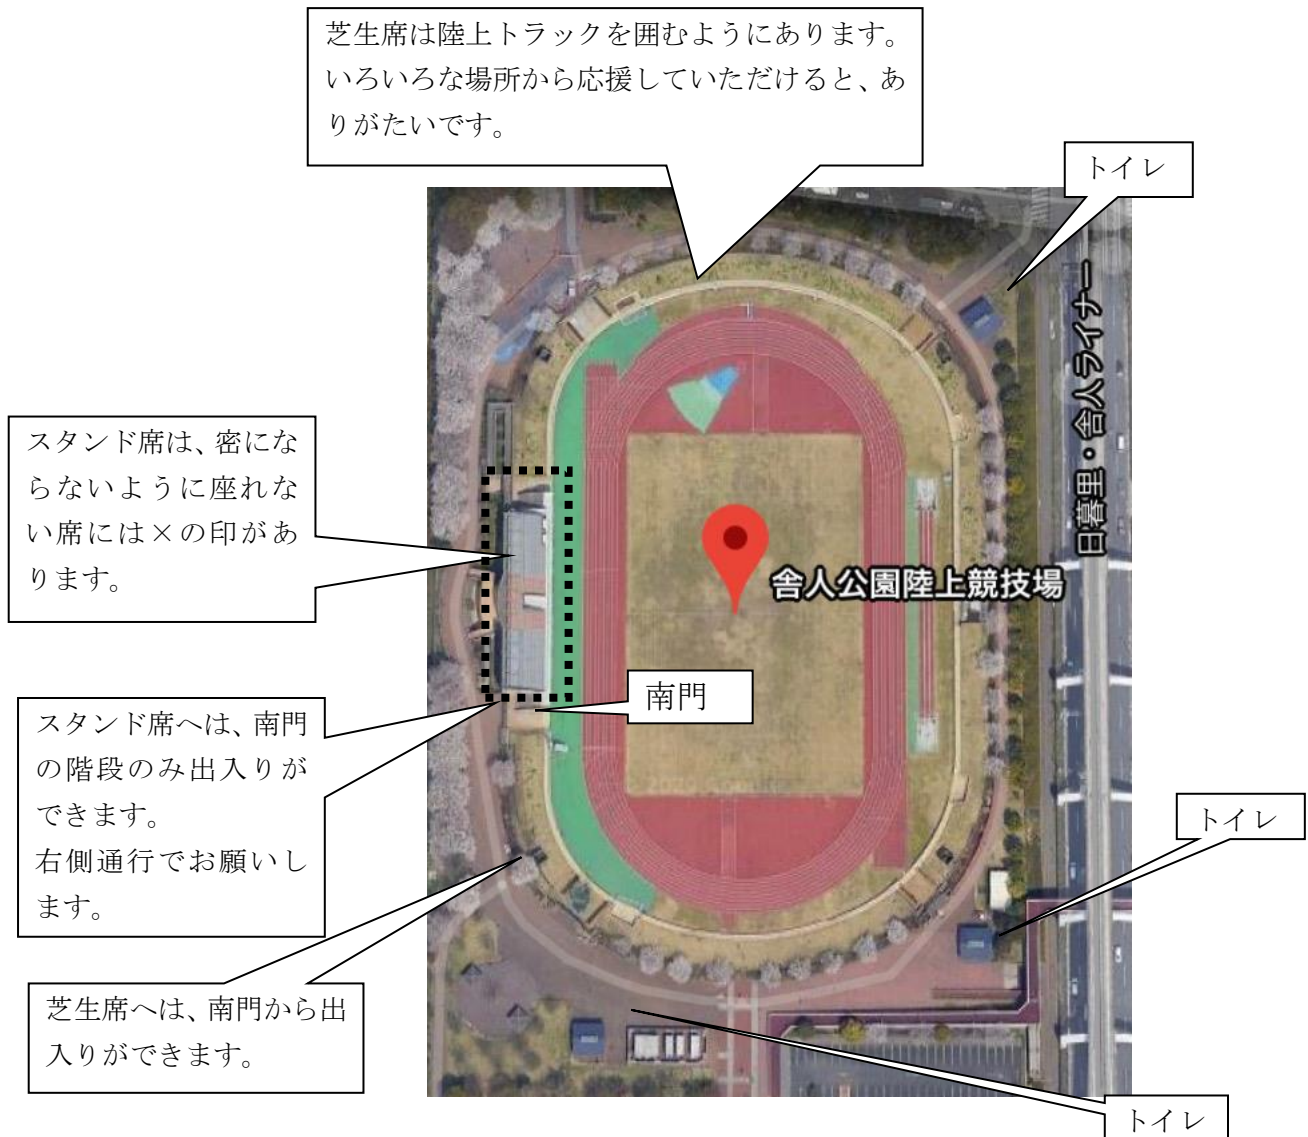 芝生席は陸上トラックを囲むようにあります。
いろいろな場所から応援していただけると、あ
りがたいです。
トイレ
日暮里・舎人ライナー
スタンド席は、密にな
らないように座れな
い席には×の印があ
ります。
舎人公園陸上競技場
南門
スタンド席へは、南門
の階段のみ出入りが
できます。
右側通行でお願いし
ます。
トイレ
芝生席へは、南門から出
入りができます。
トイレ